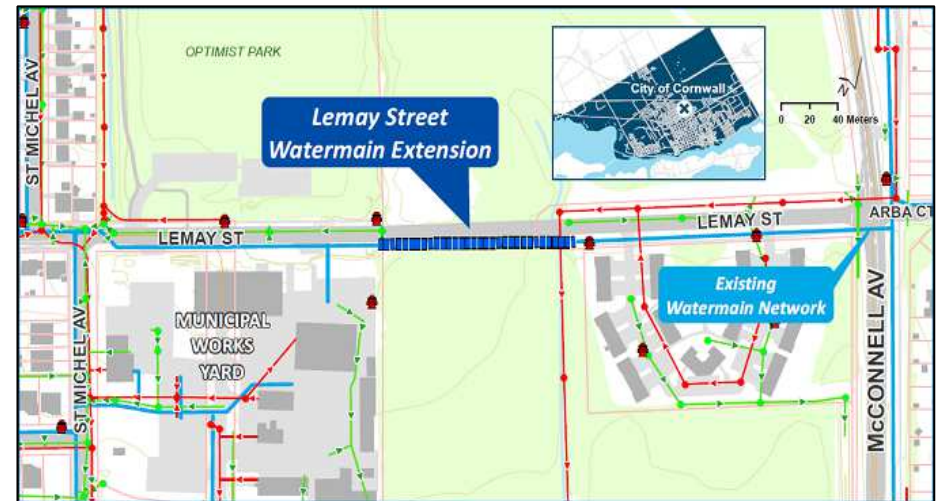 OPTIMIST PARK
ST MICHEL AV
City of Cornwall
N
0 20 40 Meters
Lemay Street
Watermain Extension
LEMAY ST
LEMAY ST
ARBA CT
Existing
Watermain Network
MUNICIPAL
WORKS
YARD
ST MICHEL AV
McCONNELL AV